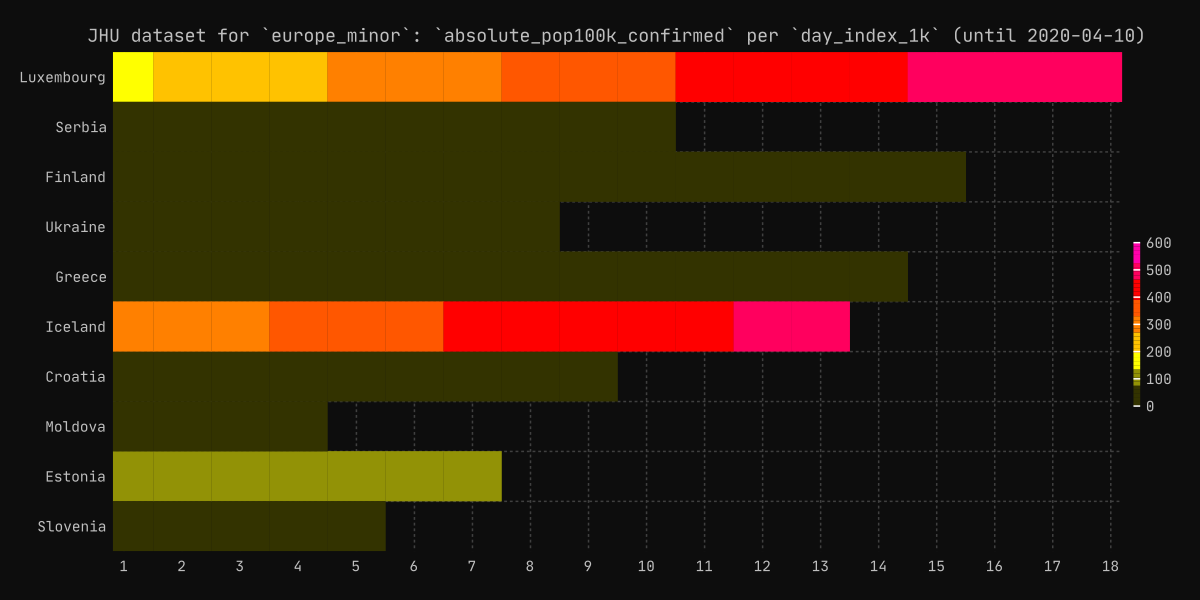 JHU dataset for `europe_minor`: `absolute_pop100k_confirmed` per `day_index_1k` (until 2020-04-10)
Luxembourg
Serbia
Finland
Ukraine
Greece
Iceland
Croatia
Moldova
Estonia
Slovenia
600
500
400
300
200
100
0
1 2 3 4 5 6 7 8 9 10 11 12 13 14 15 16 17 18